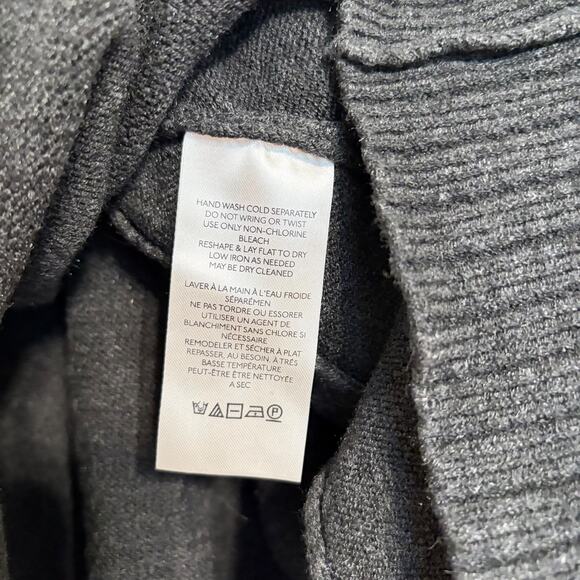 HAND WASH COLD SEPARATELY
DO NOT WRING OR TWIST
USE ONLY NON-CHLORINE
BLEACH
RESHAPE & LAY FLAT TO DRY
LOW IRON AS NEEDED
MAY BE DRY CLEANED
LAVER À LA MAIN À L'EAU FROIDE
SÉPARÉMEN
NE PAS TORDRE OU ESSORER
UTILISER UN AGENT DE
BLANCHIMENT SANS CHLORE SI
NÉCESSAIRE
REMODELER ET SÉCHER À PLAT
REPASSER, AU BESOIN, À TRÈS
BASSE TEMPÉRATURE
PEUT-ÊTRE ÊTRE NETTOYÉE
A SEC